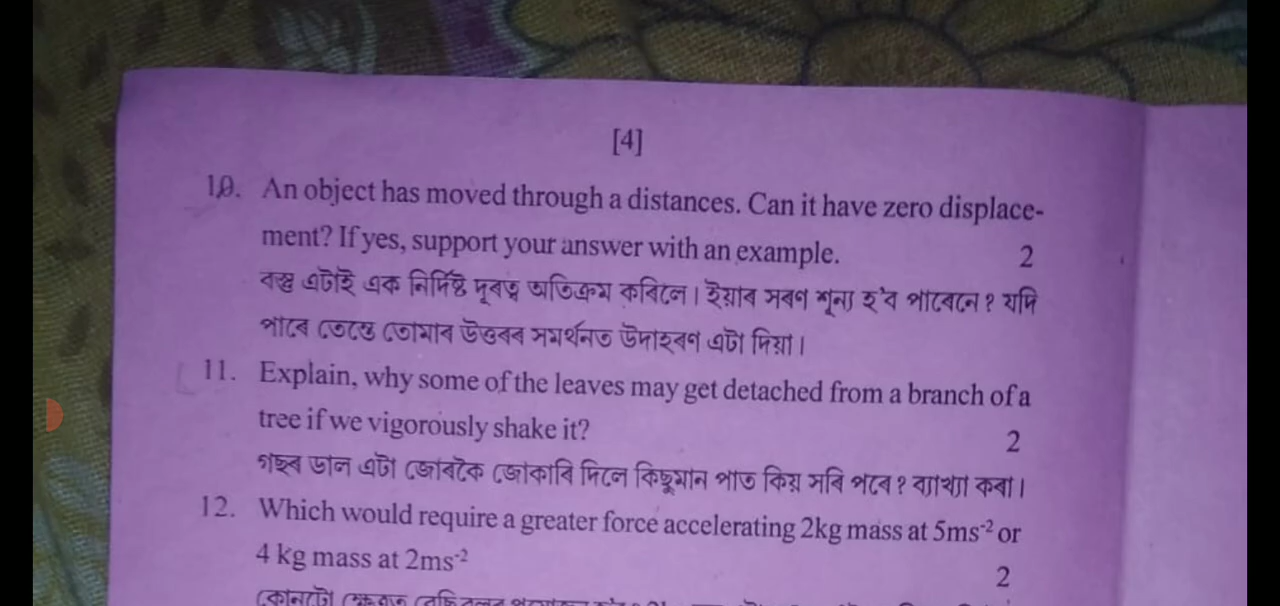 [4]
10. An object has moved through a distances. Can it have zero displace-
ment? If yes, support your answer with an example. 2
বস্তু এটাই এক নিৰ্দিষ্ট দূৰত্ব অতিক্ৰম কৰিলে। ইয়াৰ সৰণ শূন্য হ'ব পাৰেনে? যদি
পাৰে তেন্তে তোমাৰ উত্তৰৰ সমৰ্থনত উদাহৰণ এটা দিয়া।
11. Explain, why some of the leaves may get detached from a branch of a
tree if we vigorously shake it? 2
গছৰ ডাল এটা জোৰকৈ জোকাৰি দিলে কিছুমান পাত কিয় সৰি পৰে? ব্যাখ্যা কৰা।
12. Which would require a greater force accelerating 2kg mass at 5ms⁻² or
4 kg mass at 2ms⁻² 2
কোনটো ক্ষেত্ৰত